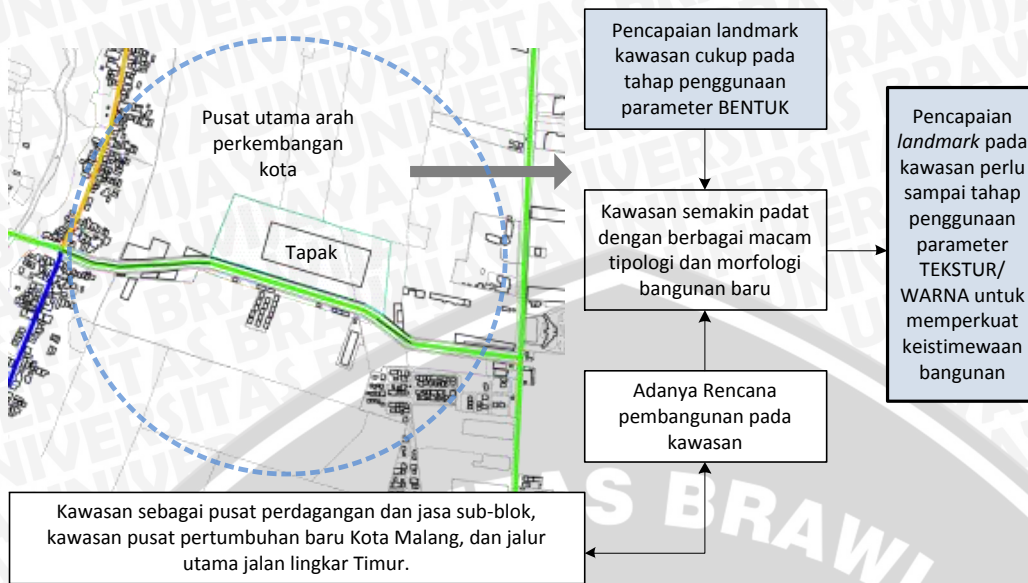 Pusat utama arah
perkembangan
kota
Tapak
Pencapaian landmark
kawasan cukup pada
tahap penggunaan
parameter BENTUK
Kawasan semakin padat
dengan berbagai macam
tipologi dan morfologi
bangunan baru
Pencapaian
landmark pada
kawasan perlu
sampai tahap
penggunaan
parameter
TEKSTUR/
WARNA untuk
memperkuat
keistimewaan
bangunan
Adanya Rencana
pembangunan pada
kawasan
Kawasan sebagai pusat perdagangan dan jasa sub-blok,
kawasan pusat pertumbuhan baru Kota Malang, dan jalur
utama jalan lingkar Timur.